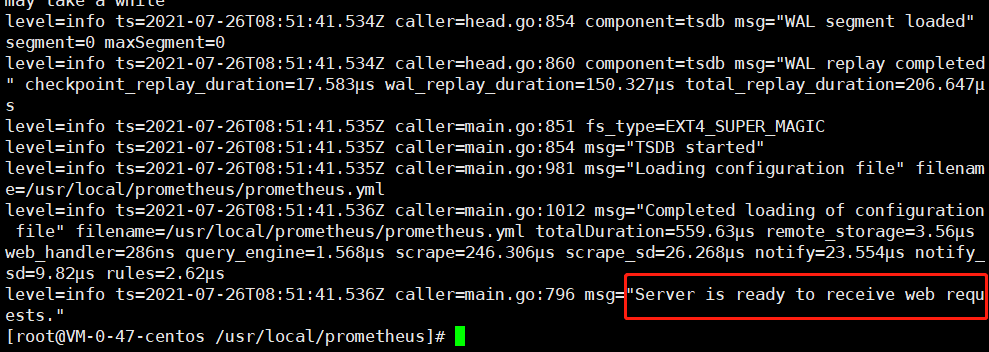 may take a while
level=info ts=2021-07-26T08:51:41.534Z caller=head.go:854 component=tsdb msg="WAL segment loaded"
segment=0 maxSegment=0
level=info ts=2021-07-26T08:51:41.534Z caller=head.go:860 component=tsdb msg="WAL replay completed
" checkpoint_replay_duration=17.583µs wal_replay_duration=150.327µs total_replay_duration=206.647µ
s
level=info ts=2021-07-26T08:51:41.535Z caller=main.go:851 fs_type=EXT4_SUPER_MAGIC
level=info ts=2021-07-26T08:51:41.535Z caller=main.go:854 msg="TSDB started"
level=info ts=2021-07-26T08:51:41.535Z caller=main.go:981 msg="Loading configuration file" filenam
e=/usr/local/prometheus/prometheus.yml
level=info ts=2021-07-26T08:51:41.536Z caller=main.go:1012 msg="Completed loading of configuration
 file" filename=/usr/local/prometheus/prometheus.yml totalDuration=559.63µs remote_storage=3.56µs
web_handler=286ns query_engine=1.568µs scrape=246.306µs scrape_sd=26.268µs notify=23.554µs notify_
sd=9.82µs rules=2.62µs
level=info ts=2021-07-26T08:51:41.536Z caller=main.go:796 msg="Server is ready to receive web requ
ests."
[root@VM-0-47-centos /usr/local/prometheus]#